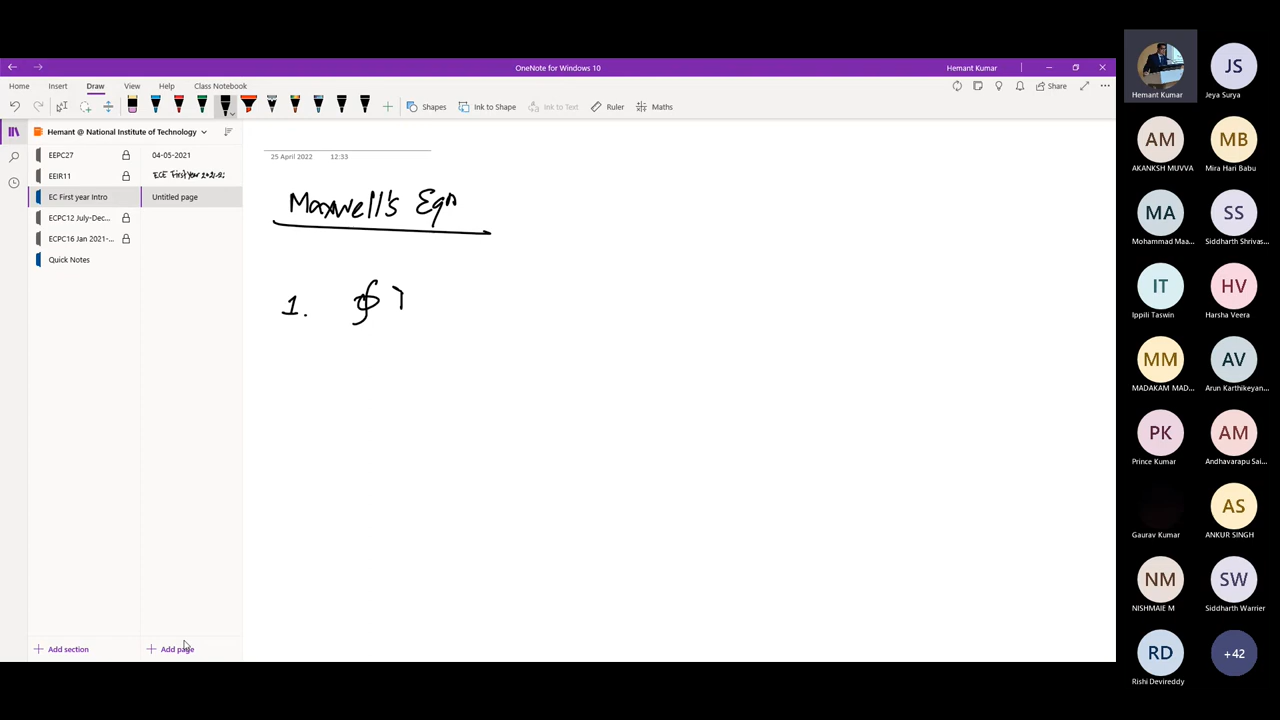 OneNote for Windows 10
Hemant Kumar
Home Insert Draw View Help Class Notebook
Share
Shapes Ink to Shape Ink to Text Ruler Maths
Hemant @ National Institute of Technology
EEPC27
EEIR11
EC First year Intro
ECPC12 July-Dec...
ECPC16 Jan 2021-...
Quick Notes
04-05-2021
ECE First Year 2021-22
Untitled page
25 April 2022 12:33
Maxwell's Eqn
1. ∮
Add section
Add page
Hemant Kumar
JS
Jeya Surya
AM
AKANKSH MUVVA
MB
Mira Hari Babu
MA
Mohammad Maa...
SS
Siddharth Shrivas...
IT
Ippili Taswin
HV
Harsha Veera
MM
MADAKAM MAD...
AV
Arun Karthikeyan...
PK
Prince Kumar
AM
Andhavarapu Sai...
Gaurav Kumar
AS
ANKUR SINGH
NM
NISHMAIE M
SW
Siddharth Warrier
RD
Rishi Devireddy
+42